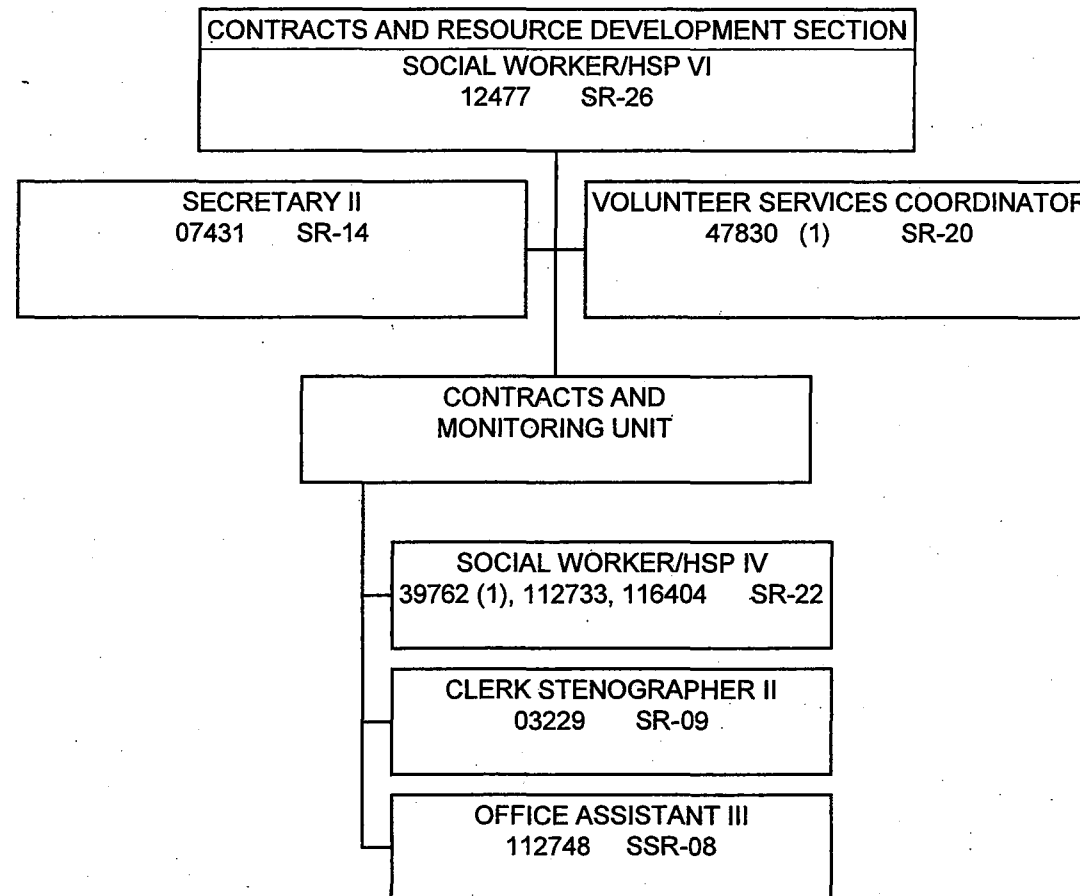 CONTRACTS AND RESOURCE DEVELOPMENT SECTION
SOCIAL WORKER/HSP VI
12477 SR-26
SECRETARY II
07431 SR-14
VOLUNTEER SERVICES COORDINATOR
47830 (1) SR-20
CONTRACTS AND
MONITORING UNIT
SOCIAL WORKER/HSP IV
39762 (1), 112733, 116404 SR-22
CLERK STENOGRAPHER II
03229 SR-09
OFFICE ASSISTANT III
112748 SSR-08